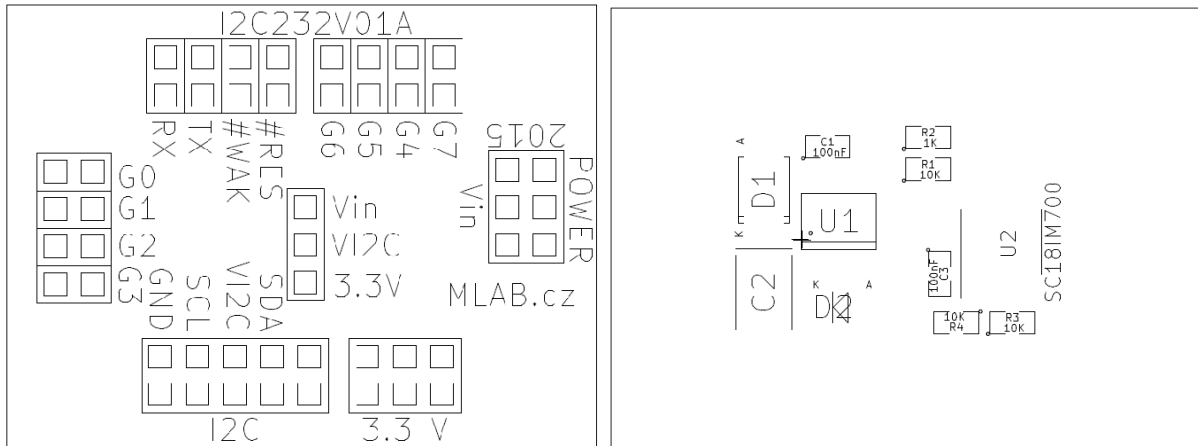 I2C232V01A
RX
TX
#WAK
#RES
G6
G5
G4
G7
2015
POWER
Vin
G0
G1
G2
G3
Vin
VI2C
3.3V
GND
SCL
VI2C
SDA
MLAB.cz
I2C
3.3 V
A
D1
K
C1
100nF
R2
1K
R1
10K
U1
U2
SC18IM700
C2
K
A
D2
100nF
C3
10K
R4
R3
10K